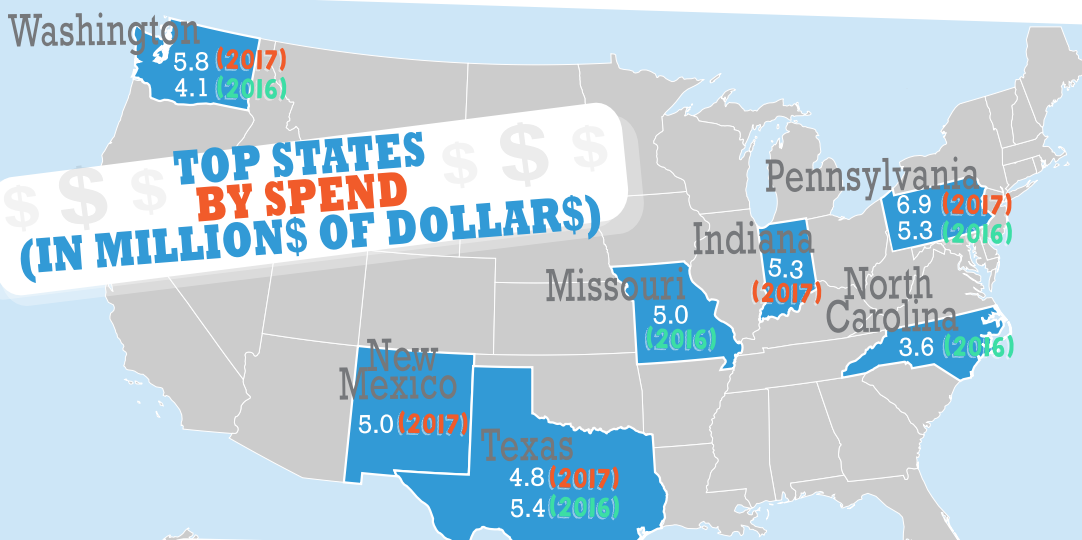 Washington
5.8 (2017)
4.1 (2016)
TOP STATES
BY SPEND
(IN MILLION$ OF DOLLAR$)
$ $ $ $ $ $
Pennsylvania
6.9 (2017)
5.3 (2016)
Indiana
5.3
(2017)
Missouri
5.0
(2016)
North
Carolina
3.6 (2016)
New
Mexico
5.0 (2017)
Texas
4.8 (2017)
5.4 (2016)